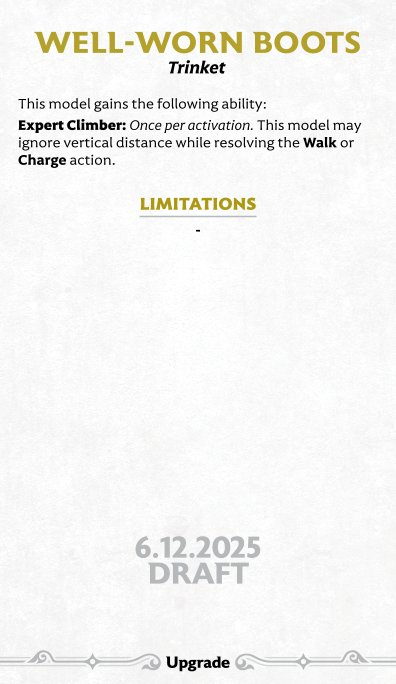 WELL-WORN BOOTS
Trinket
This model gains the following ability:
Expert Climber: Once per activation. This model may
ignore vertical distance while resolving the Walk or
Charge action.
LIMITATIONS
-
6.12.2025
DRAFT
Upgrade